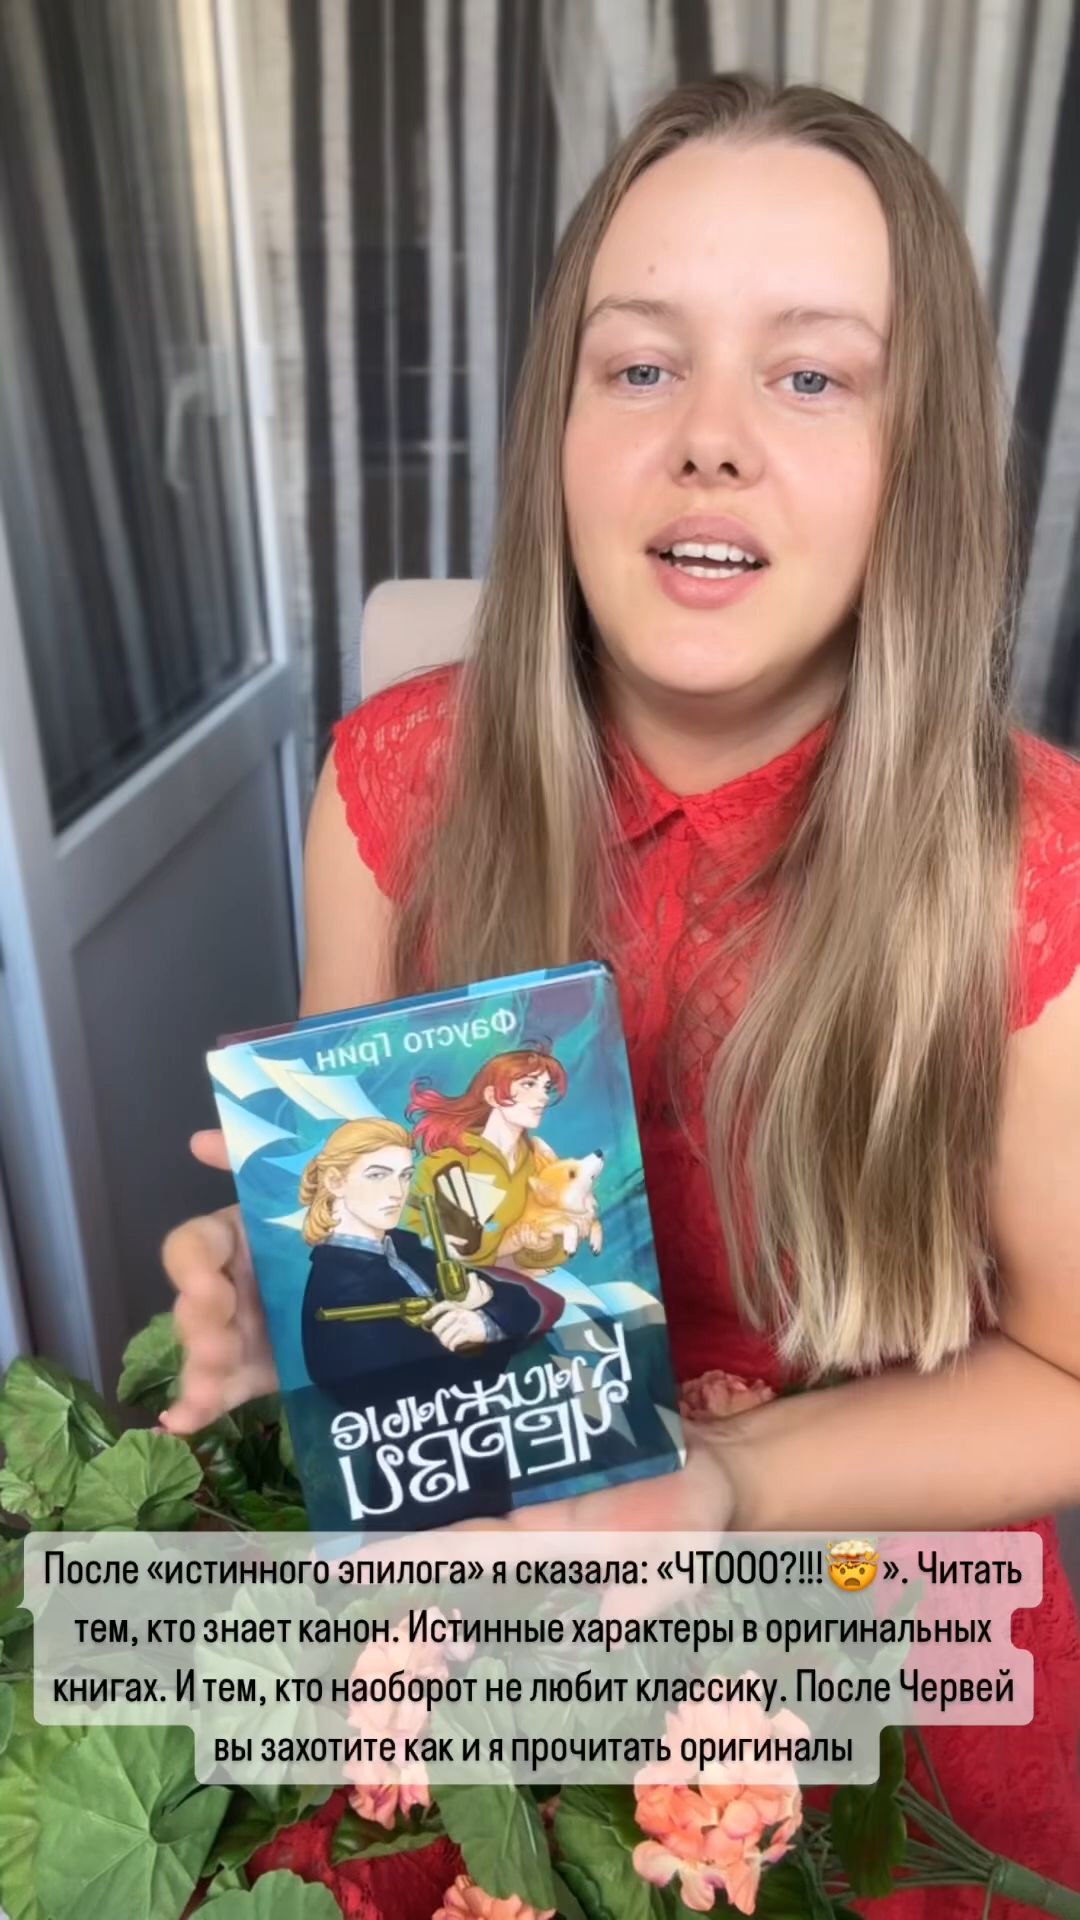 Фаусто Грин
Книжные
ЧЕРВИ
После «истинного эпилога» я сказала: «ЧТООО?!!!🤯». Читать
тем, кто знает канон. Истинные характеры в оригинальных
книгах. И тем, кто наоборот не любит классику. После Червей
вы захотите как и я прочитать оригиналы